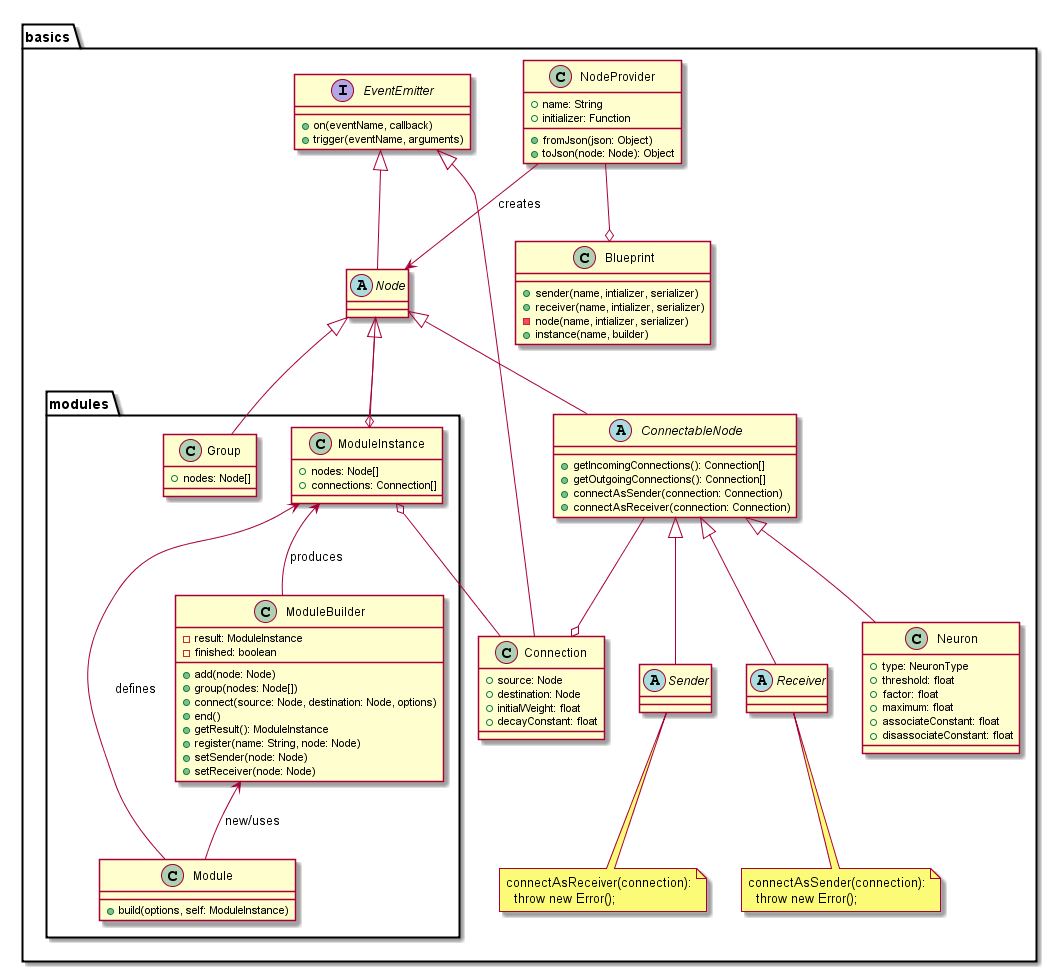 basics
I EventEmitter
on(eventName, callback)
trigger(eventName, arguments)
C NodeProvider
name: String
initializer: Function
fromJson(json: Object)
toJson(node: Node): Object
creates
C Blueprint
sender(name, intializer, serializer)
receiver(name, intializer, serializer)
node(name, intializer, serializer)
instance(name, builder)
A Node
modules
C Group
nodes: Node[]
C ModuleInstance
nodes: Node[]
connections: Connection[]
A ConnectableNode
getIncomingConnections(): Connection[]
getOutgoingConnections(): Connection[]
connectAsSender(connection: Connection)
connectAsReceiver(connection: Connection)
produces
C ModuleBuilder
result: ModuleInstance
finished: boolean
add(node: Node)
group(nodes: Node[])
connect(source: Node, destination: Node, options)
end()
getResult(): ModuleInstance
register(name: String, node: Node)
setSender(node: Node)
setReceiver(node: Node)
defines
C Connection
source: Node
destination: Node
initialWeight: float
decayConstant: float
A Sender
A Receiver
C Neuron
type: NeuronType
threshold: float
factor: float
maximum: float
associateConstant: float
disassociateConstant: float
new/uses
C Module
build(options, self: ModuleInstance)
connectAsReceiver(connection):
throw new Error();
connectAsSender(connection):
throw new Error();